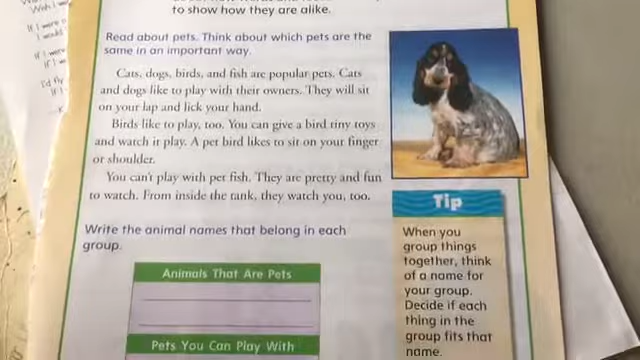 to show how they are alike.
Read about pets. Think about which pets are the
same in an important way.
Cats, dogs, birds, and fish are popular pets. Cats
and dogs like to play with their owners. They will sit
on your lap and lick your hand.
Birds like to play, too. You can give a bird tiny toys
and watch it play. A pet bird likes to sit on your finger
or shoulder.
You can't play with pet fish. They are pretty and fun
to watch. From inside the tank, they watch you, too.
Write the animal names that belong in each
group.
Animals That Are Pets
Pets You Can Play With
Tip
When you
group things
together, think
of a name for
your group.
Decide if each
thing in the
group fits that
name.